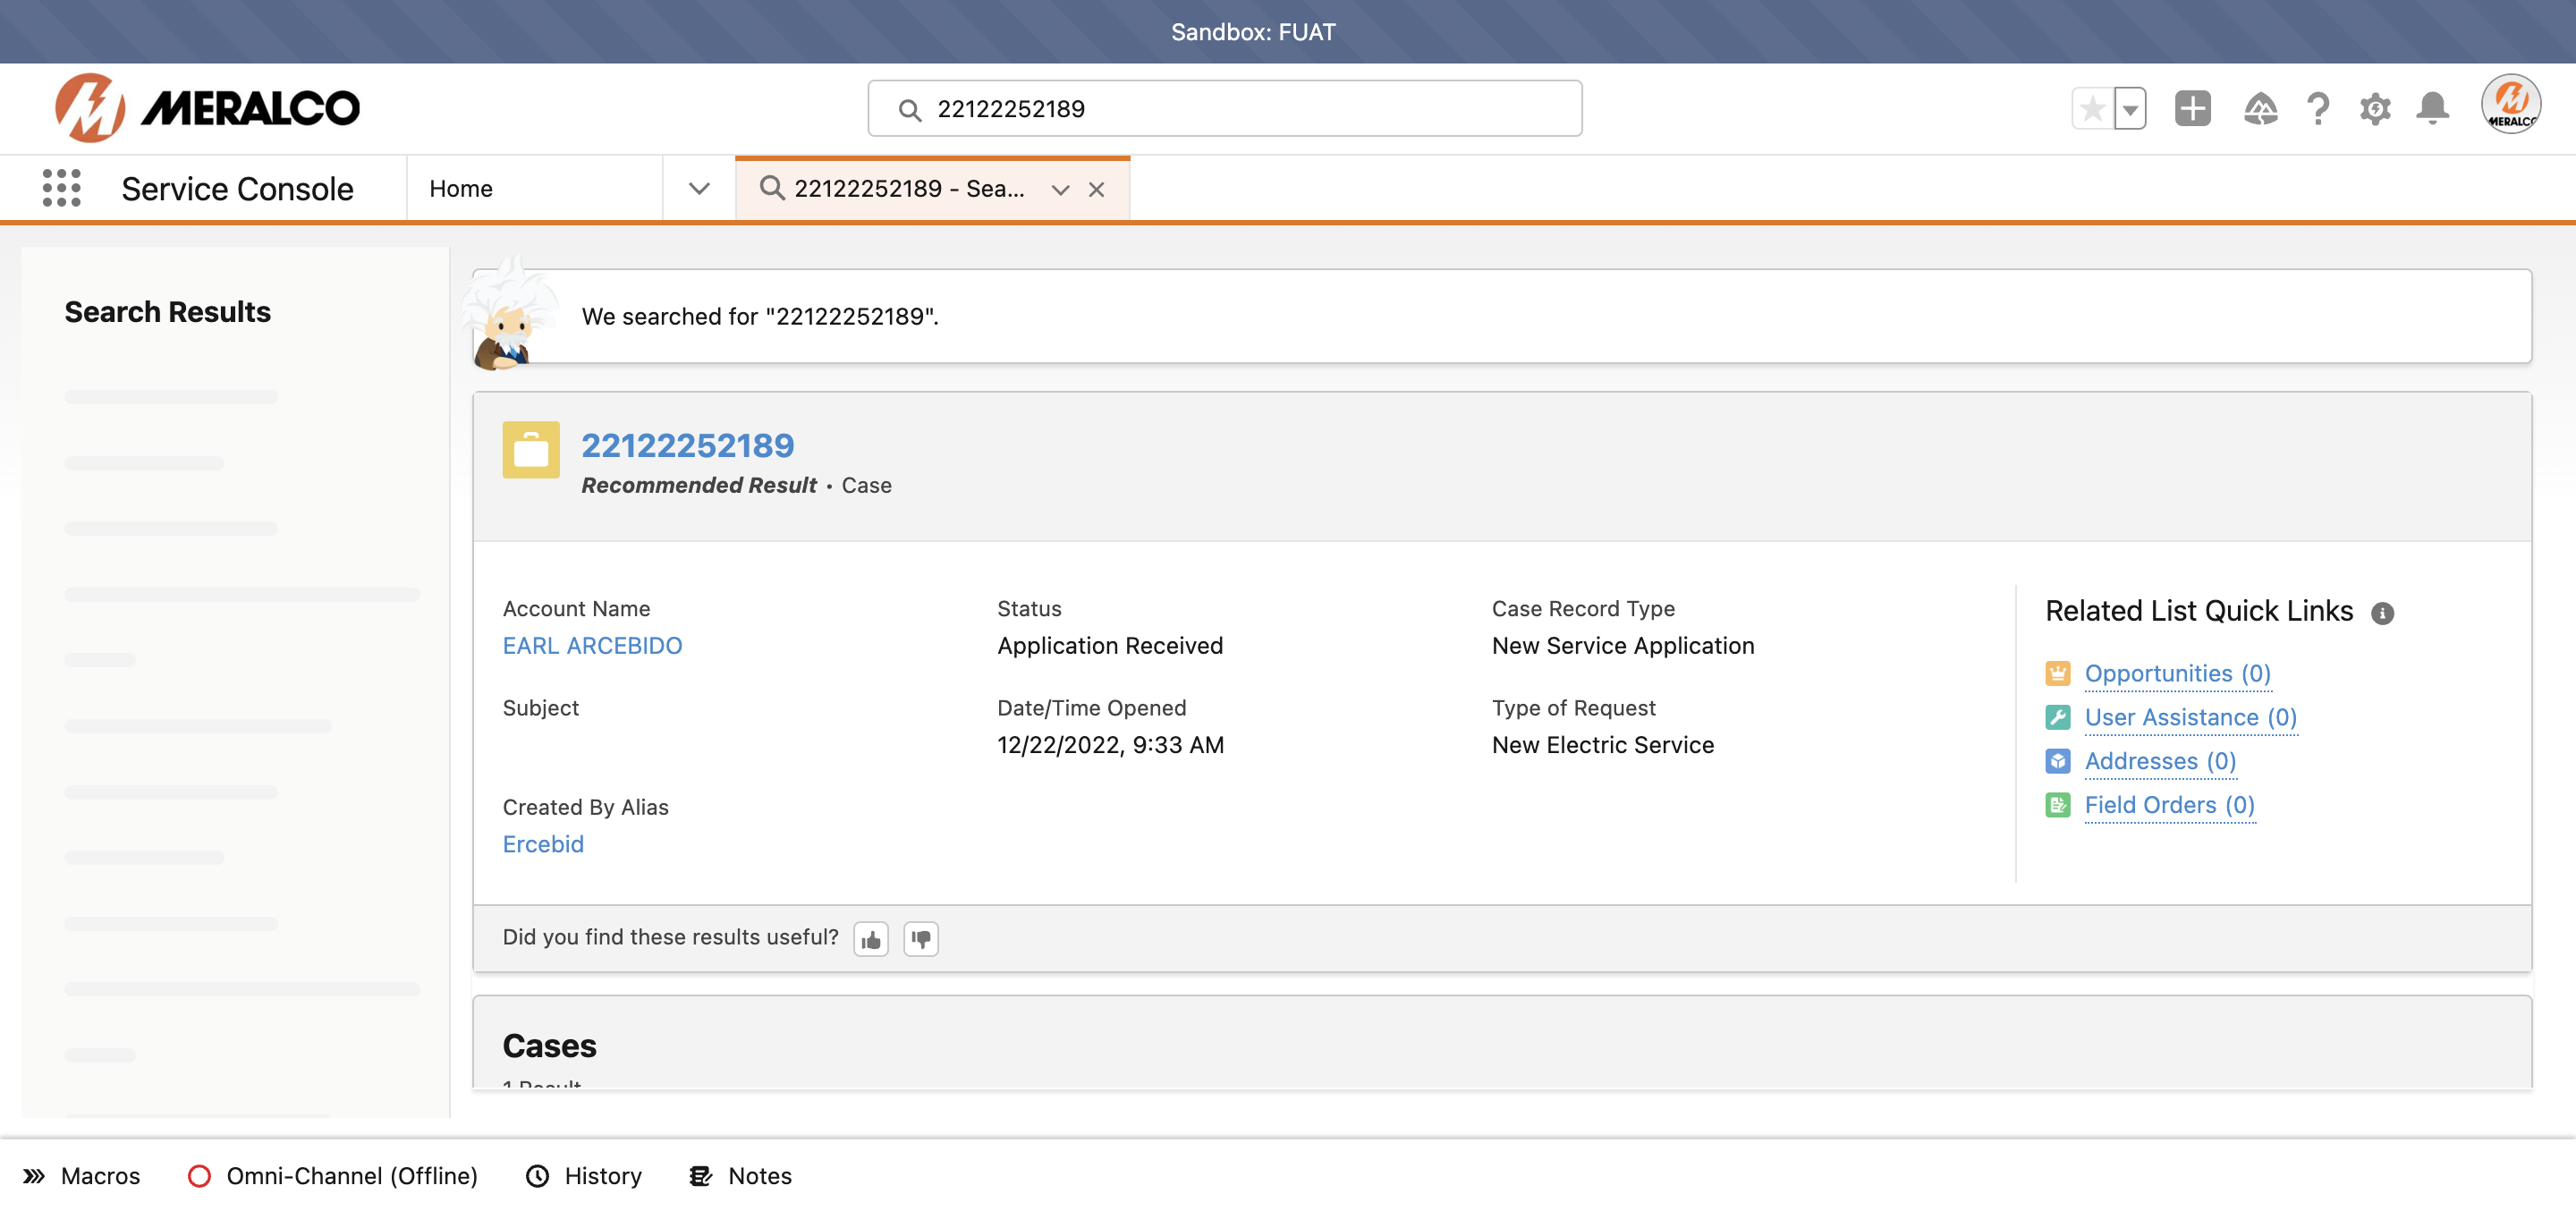 Sandbox: FUAT
MERALCO
22122252189
MERALCO
Service Console
Home
22122252189 - Sea...
Search Results
We searched for "22122252189".
22122252189
Recommended Result • Case
Account Name
EARL ARCEBIDO
Status
Application Received
Case Record Type
New Service Application
Subject
Date/Time Opened
12/22/2022, 9:33 AM
Type of Request
New Electric Service
Created By Alias
Ercebid
Related List Quick Links
Opportunities (0)
User Assistance (0)
Addresses (0)
Field Orders (0)
Did you find these results useful?
Cases
1 Result
Macros
Omni-Channel (Offline)
History
Notes